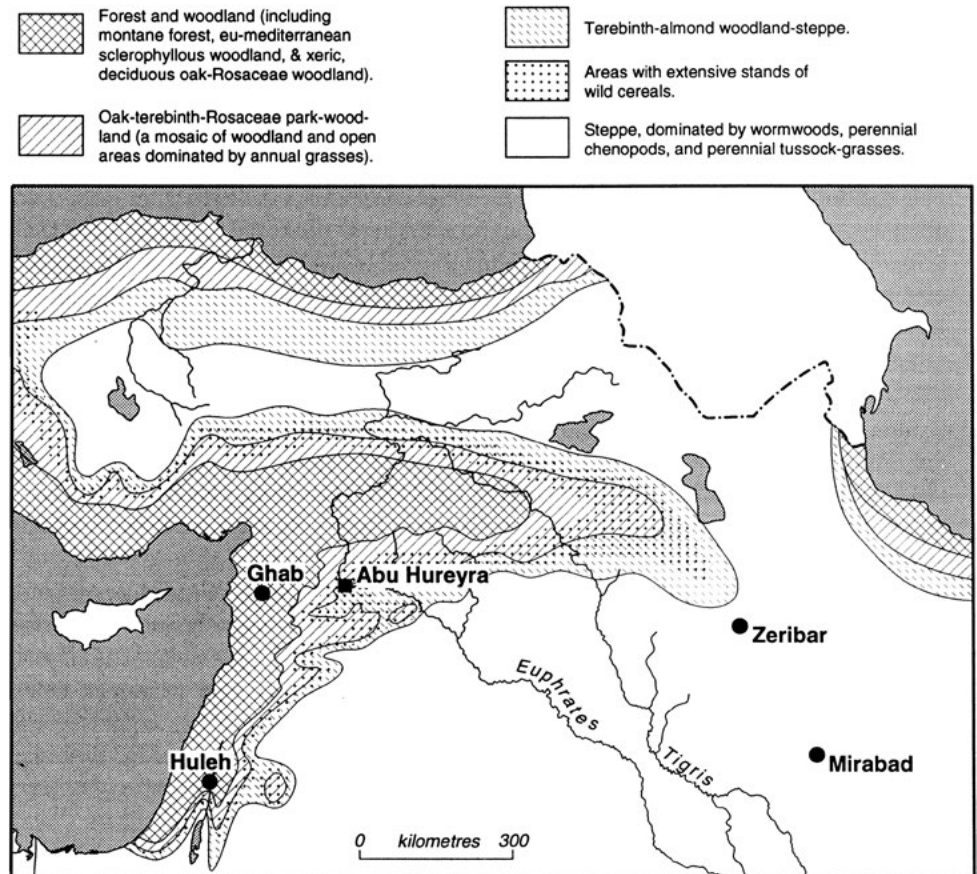 Forest and woodland (including
montane forest, eu-mediterranean
sclerophyllous woodland, & xeric,
deciduous oak-Rosaceae woodland).
Oak-terebinth-Rosaceae park-wood-
land (a mosaic of woodland and open
areas dominated by annual grasses).
Terebinth-almond woodland-steppe.
Areas with extensive stands of
wild cereals.
Steppe, dominated by wormwoods, perennial
chenopods, and perennial tussock-grasses.
Ghab
Abu Hureyra
Zeribar
Euphrates
Tigris
Mirabad
Huleh
0 kilometres 300